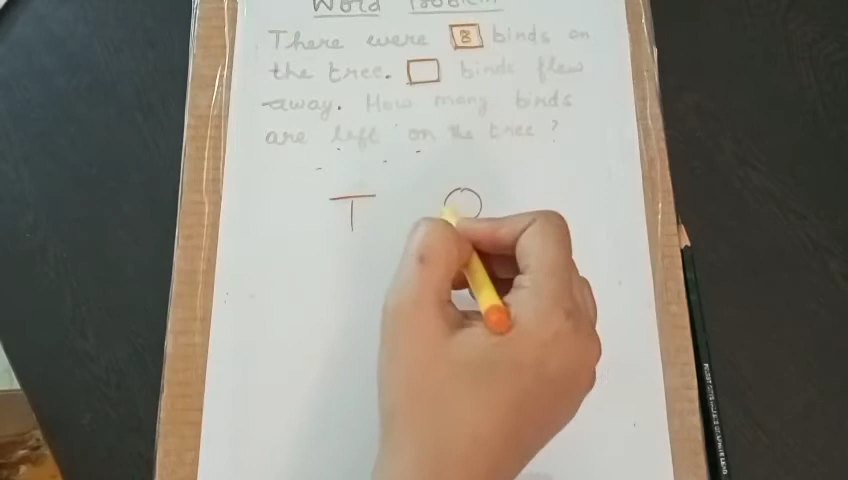 Word Problem
There were 8 birds on
the tree. birds flew
away. How many birds
are left on the tree?
T O